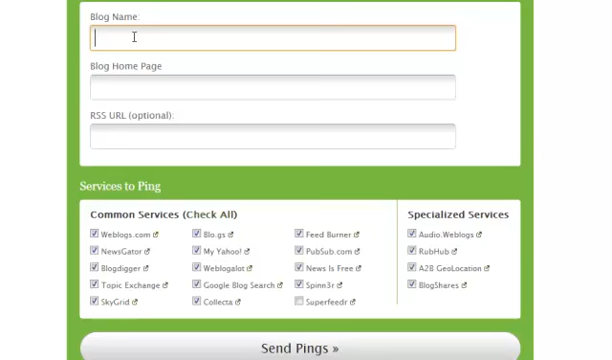 Blog Name:
Blog Home Page
RSS URL (optional):
Services to Ping
Common Services (Check All)
Specialized Services
Weblogs.com
Blo.gs
Feed Burner
Audio.Weblogs
NewsGator
My Yahoo!
PubSub.com
RubHub
Blogdigger
Weblogalot
News Is Free
A2B GeoLocation
Topic Exchange
Google Blog Search
Spinn3r
BlogShares
SkyGrid
Collecta
Superfeedr
Send Pings »